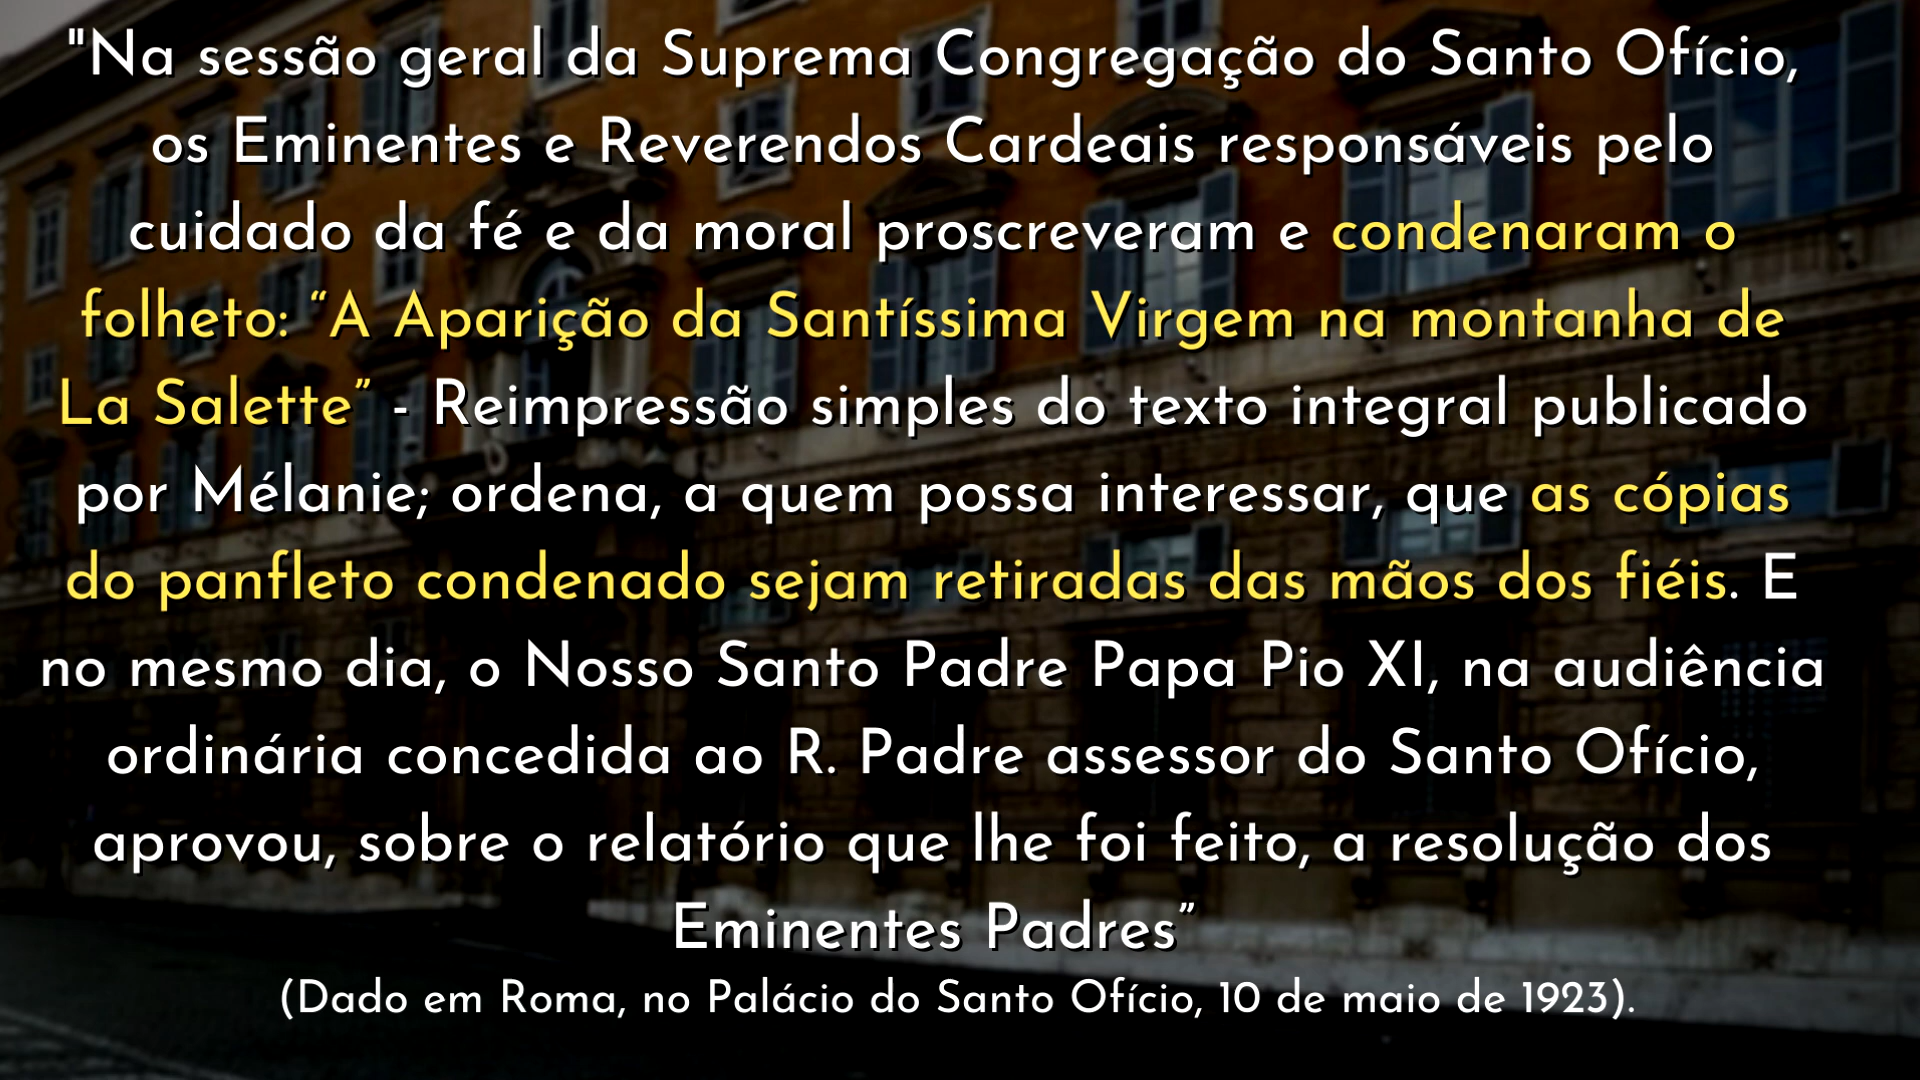 "Na sessão geral da Suprema Congregação do Santo Ofício,
os Eminentes e Reverendos Cardeais responsáveis pelo
cuidado da fé e da moral proscreveram e condenaram o
folheto: “A Aparição da Santíssima Virgem na montanha de
La Salette” - Reimpressão simples do texto integral publicado
por Mélanie; ordena, a quem possa interessar, que as cópias
do panfleto condenado sejam retiradas das mãos dos fiéis. E
no mesmo dia, o Nosso Santo Padre Papa Pio XI, na audiência
ordinária concedida ao R. Padre assessor do Santo Ofício,
aprovou, sobre o relatório que lhe foi feito, a resolução dos
Eminentes Padres”
(Dado em Roma, no Palácio do Santo Ofício, 10 de maio de 1923).